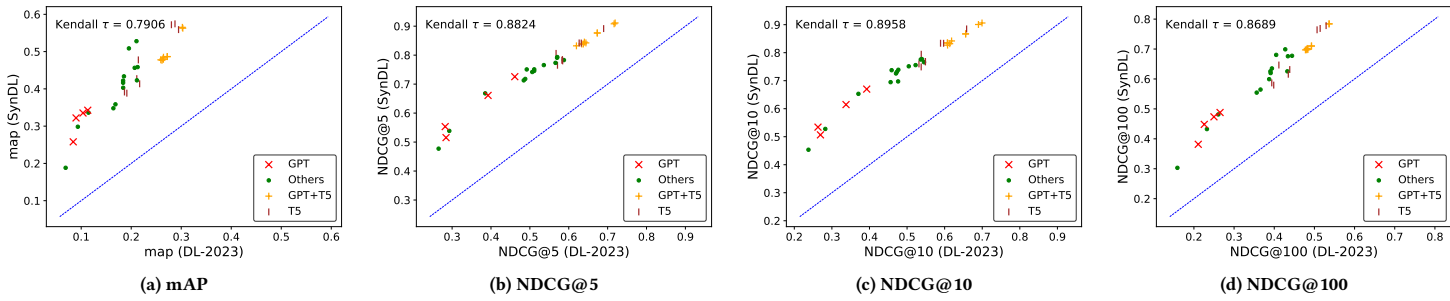 Kendall τ = 0.7906
map (SynDL)
0.6
0.5
0.4
0.3
0.2
0.1
GPT
Others
GPT+T5
T5
0.1 0.2 0.3 0.4 0.5 0.6
map (DL-2023)
(a) mAP
Kendall τ = 0.8824
NDCG@5 (SynDL)
0.9
0.8
0.7
0.6
0.5
0.4
0.3
GPT
Others
GPT+T5
T5
0.3 0.4 0.5 0.6 0.7 0.8 0.9
NDCG@5 (DL-2023)
(b) NDCG@5
Kendall τ = 0.8958
NDCG@10 (SynDL)
0.9
0.8
0.7
0.6
0.5
0.4
0.3
0.2
GPT
Others
GPT+T5
T5
0.2 0.3 0.4 0.5 0.6 0.7 0.8 0.9
NDCG@10 (DL-2023)
(c) NDCG@10
Kendall τ = 0.8689
NDCG@100 (SynDL)
0.8
0.7
0.6
0.5
0.4
0.3
0.2
0.1
GPT
Others
GPT+T5
T5
0.1 0.2 0.3 0.4 0.5 0.6 0.7 0.8
NDCG@100 (DL-2023)
(d) NDCG@100